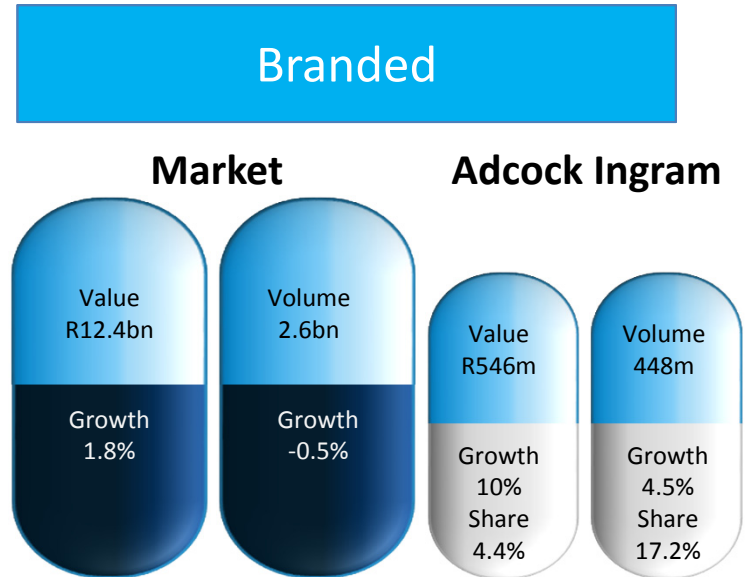 Branded
Market
Adcock Ingram
Value
R12.4bn
Growth
1.8%
Volume
2.6bn
Growth
-0.5%
Value
R546m
Growth
10%
Share
4.4%
Volume
448m
Growth
4.5%
Share
17.2%